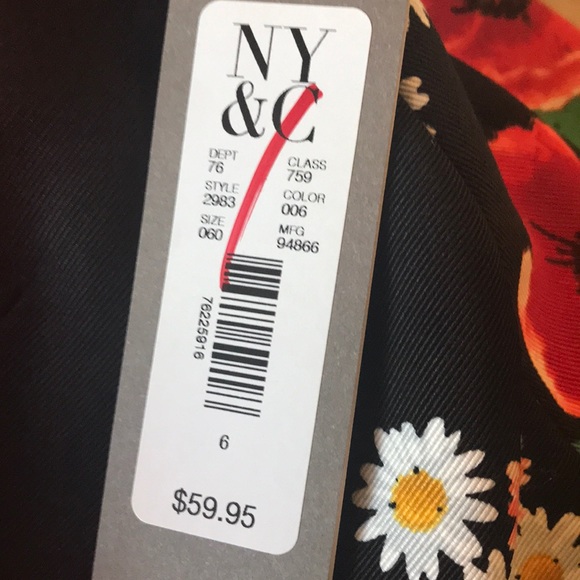 NY
&C
DEPT CLASS
76 759
STYLE COLOR
2983 006
SIZE MFG
060 94866
76225916
6
$59.95